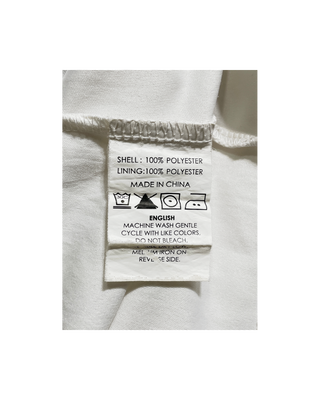 SHELL: 100% POLYESTER
LINING: 100% POLYESTER
MADE IN CHINA
ENGLISH
MACHINE WASH GENTLE
CYCLE WITH LIKE COLORS.
DO NOT BLEACH.
IRON ON
SIDE.